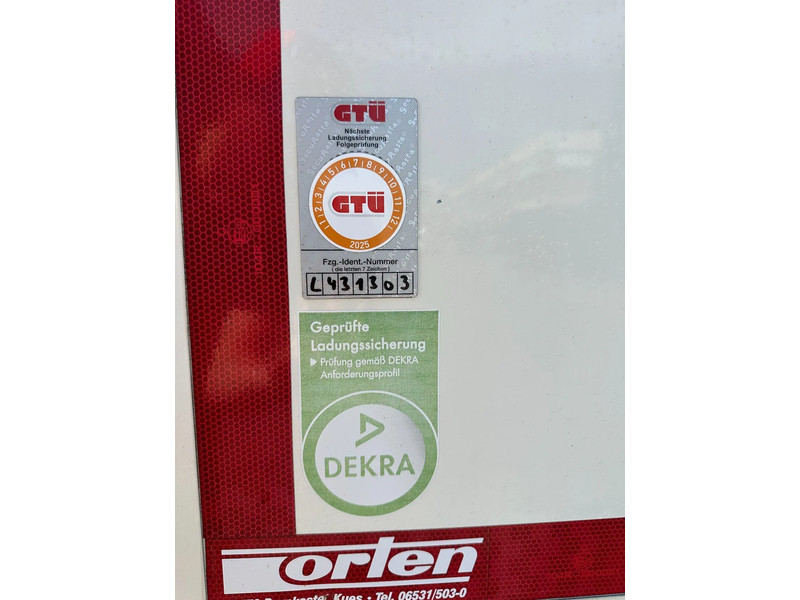 GTÜ
Nächste
Ladungssicherung
Folgeprüfung
1 2 3 4 5 6 7 8 9 10 11 12
GTÜ
2025
Fzg.-Ident.-Nummer
(die letzten 7 Zeichen)
L431303
Geprüfte
Ladungssicherung
Prüfung gemäß DEKRA
Anforderungsprofil
DEKRA
orten
Kues • Tel. 06531/503-0